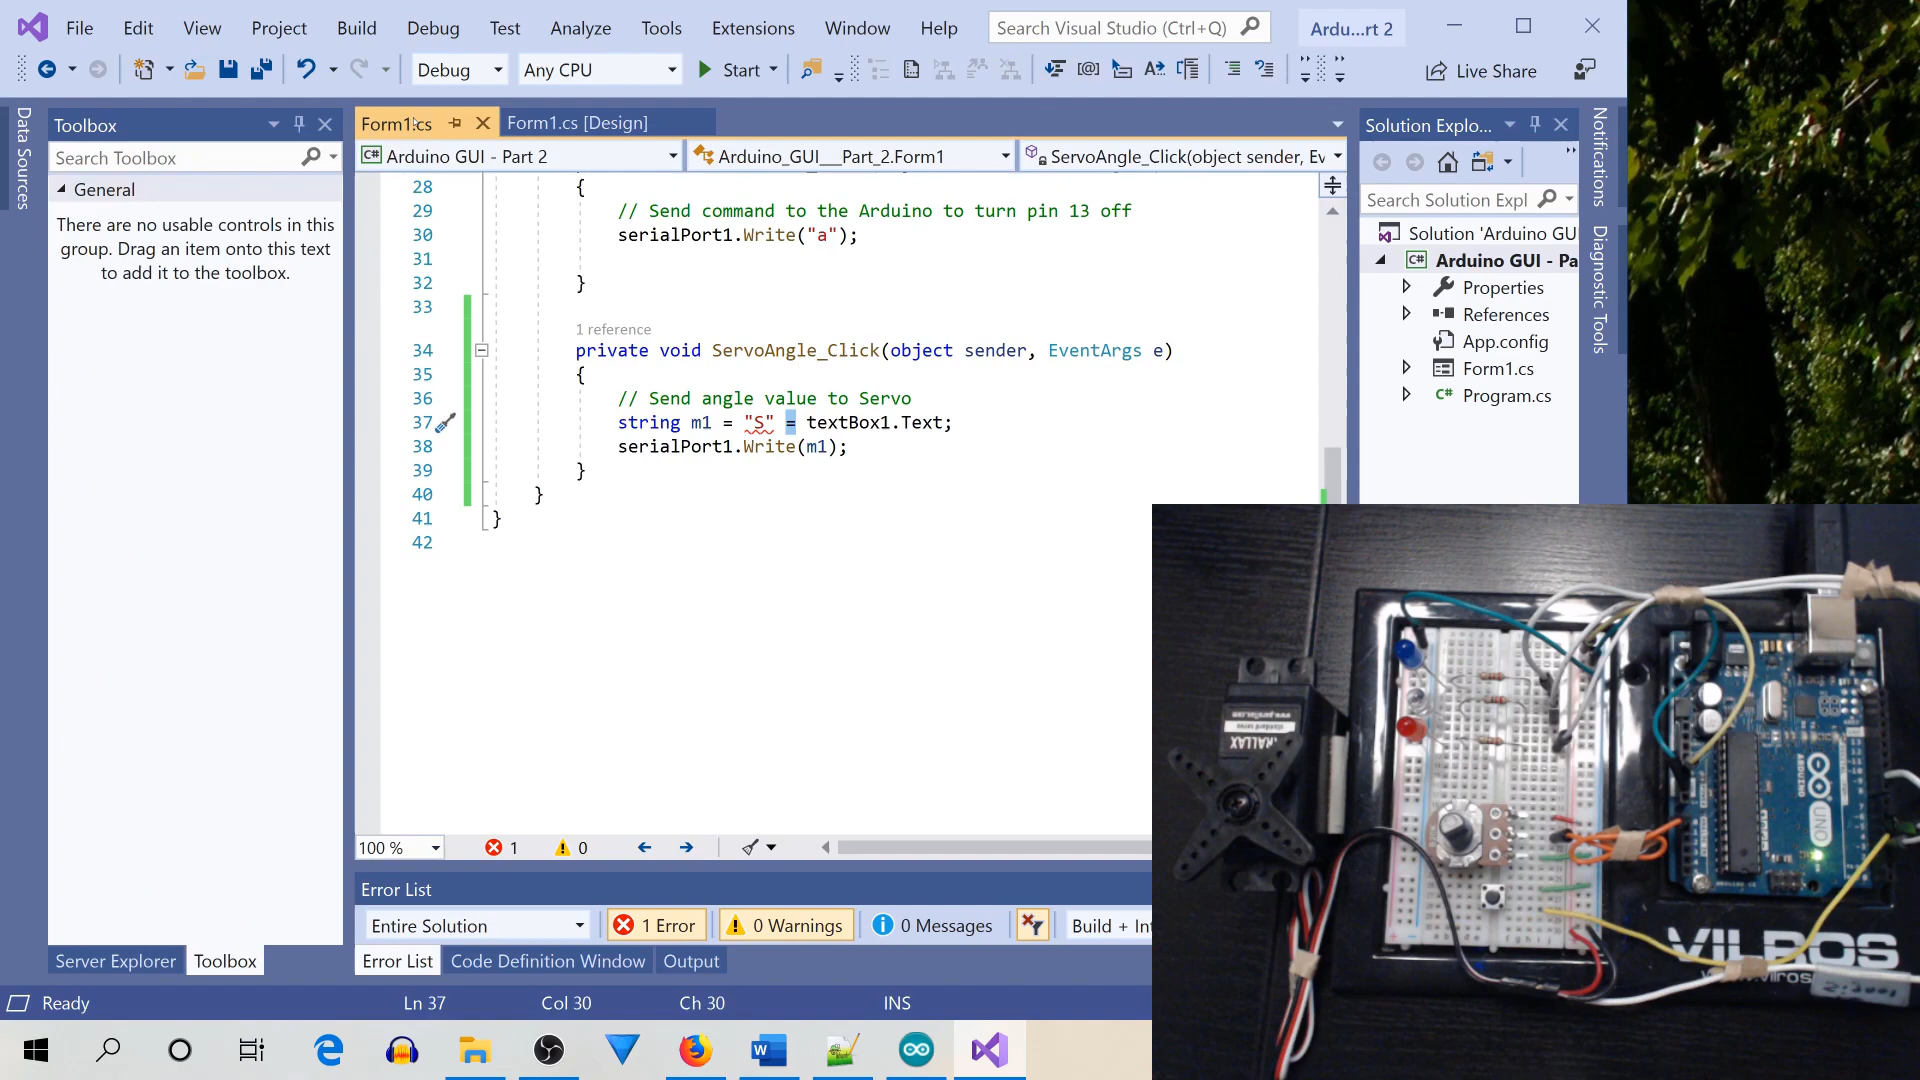 File Edit View Project Build Debug Test Analyze Tools Extensions Window Help Search Visual Studio (Ctrl+Q) Ardu...rt 2
Debug Any CPU Start Live Share
Data Sources
Toolbox
Search Toolbox
General
There are no usable controls in this
group. Drag an item onto this text
to add it to the toolbox.
Server Explorer Toolbox
Form1.cs Form1.cs [Design]
C# Arduino GUI - Part 2 Arduino_GUI___Part_2.Form1 ServoAngle_Click(object sender, Ev
28 {
29 // Send command to the Arduino to turn pin 13 off
30 serialPort1.Write("a");
31
32 }
33
1 reference
34 private void ServoAngle_Click(object sender, EventArgs e)
35 {
36 // Send angle value to Servo
37 string m1 = "S" = textBox1.Text;
38 serialPort1.Write(m1);
39 }
40 }
41 }
42
100 % 1 0
Error List
Entire Solution 1 Error 0 Warnings 0 Messages Build + Int
Error List Code Definition Window Output
Solution Explo...
Search Solution Expl
Solution 'Arduino GU
C# Arduino GUI - Pa
Properties
References
App.config
Form1.cs
C# Program.cs
Notifications
Diagnostic Tools
Ready Ln 37 Col 30 Ch 30 INS
www.parallax.com
standard servo
ARDUINO
UNO
VILROS